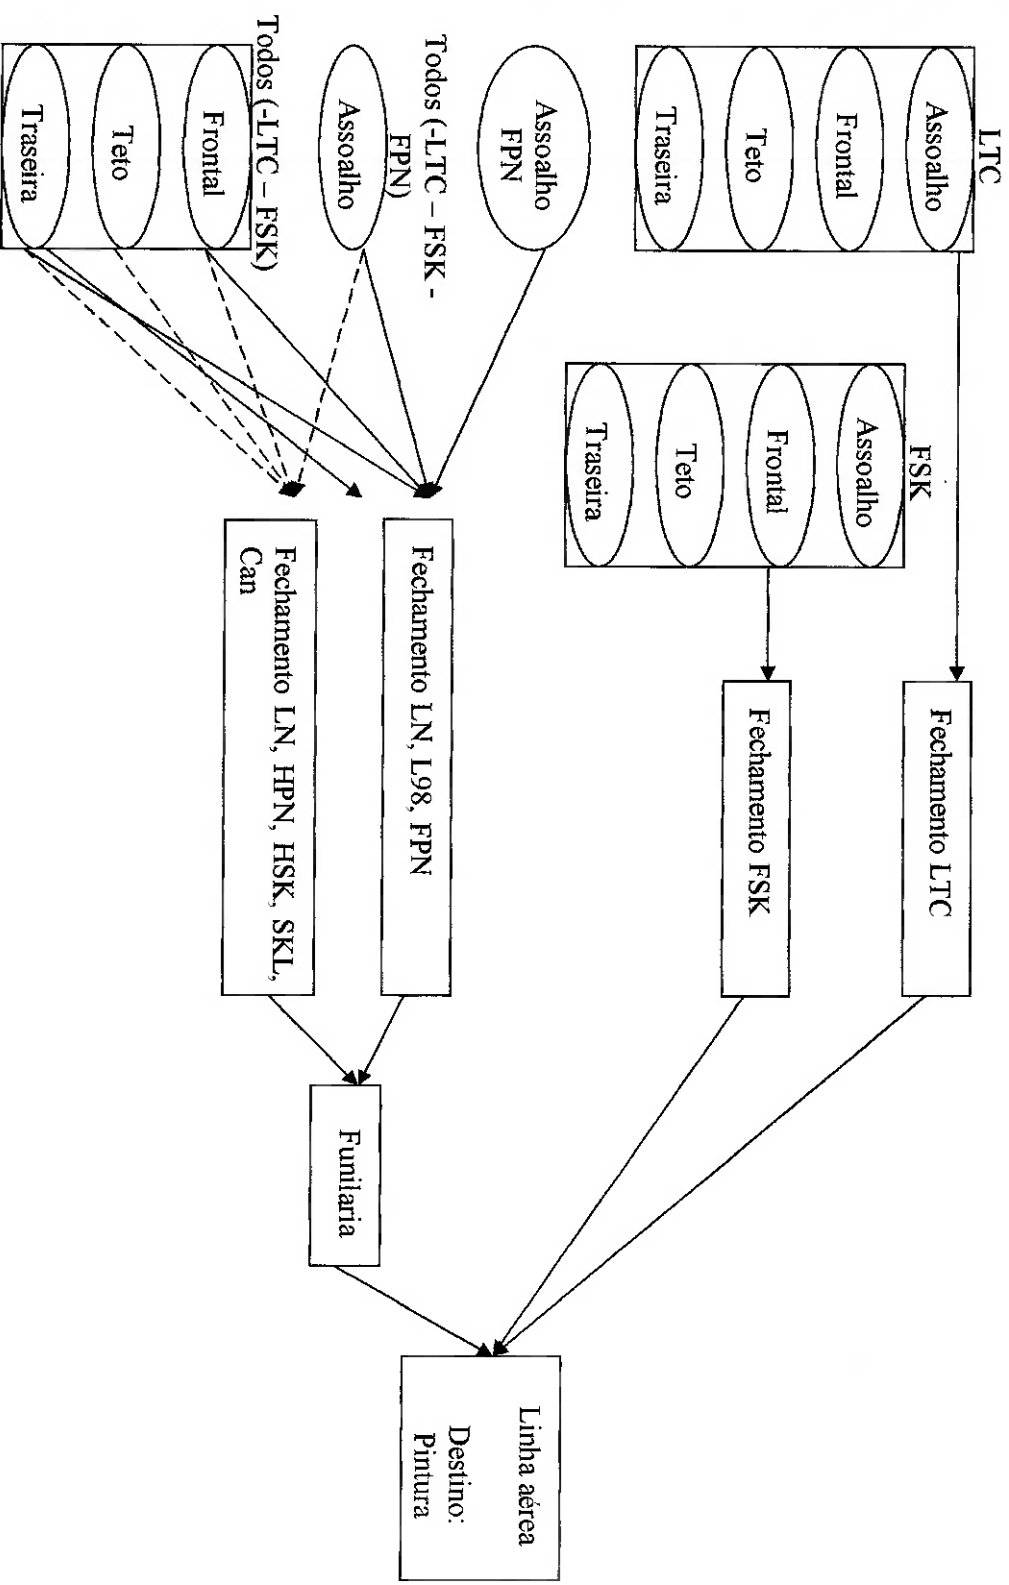 LTC
Assoalho
Frontal
Teto
Traseira
FSK
Assoalho
Frontal
Teto
Traseira
Assoalho
FPN
Todos (-LTC – FSK -
FPN)
Assoalho
Todos (-LTC – FSK)
Frontal
Teto
Traseira
Fechamento LTC
Fechamento FSK
Fechamento LN, L98, FPN
Fechamento LN, HPN, HSK, SKL,
Can
Funilaria
Linha aérea
Destino:
Pintura